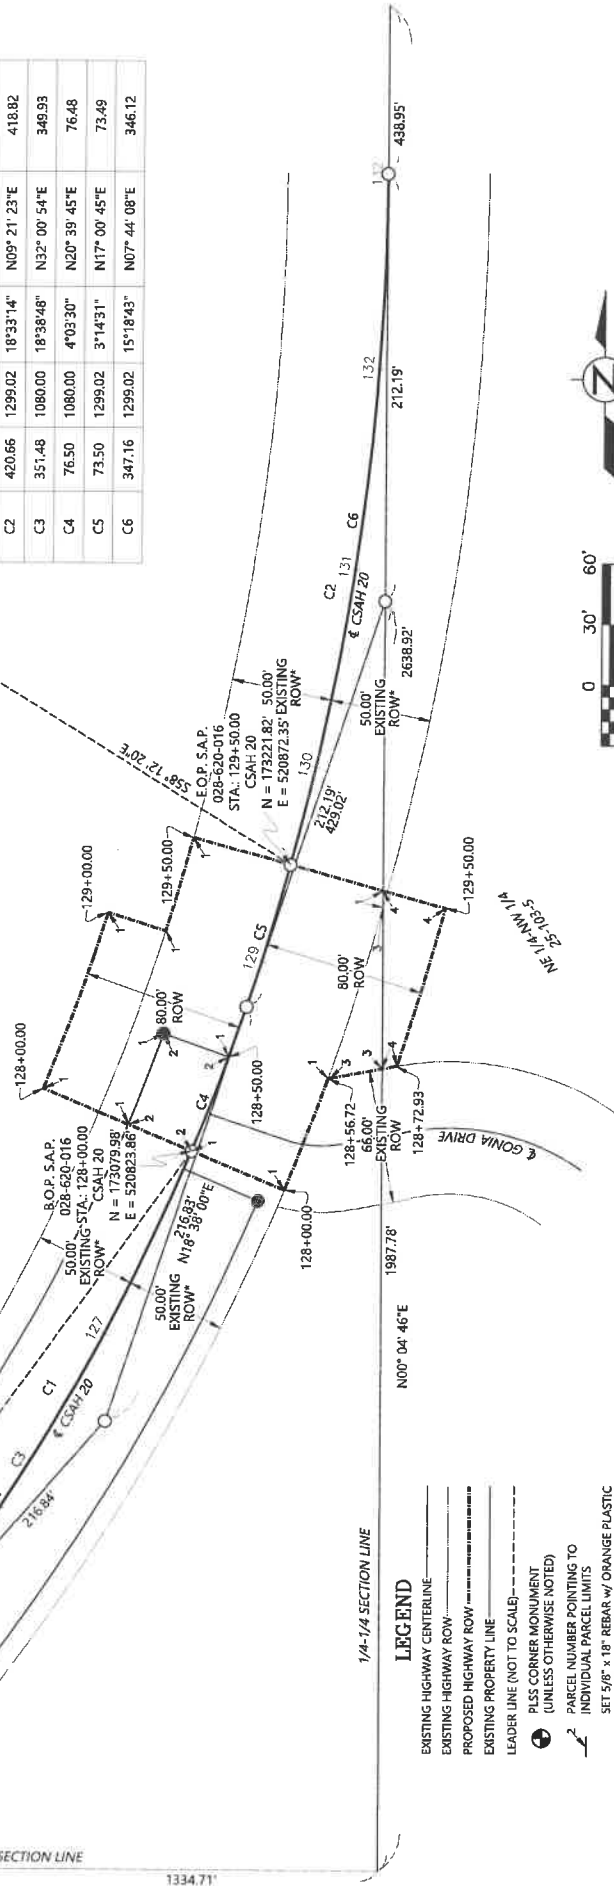 C2 420.66 1299.02 18°33'14" N09° 21' 23"E 418.82
C3 351.48 1080.00 18°38'48" N32° 00' 54"E 349.93
C4 76.50 1080.00 4°03'30" N20° 39' 45"E 76.48
C5 73.50 1299.02 3°14'31" N17° 00' 45"E 73.49
C6 347.16 1299.02 15°18'43" N07° 44' 08"E 346.12
S58° 12' 20"E
E.O.P. S.A.P.
028-620-016
STA.: 129+50.00
CSAH 20
N = 173221.82'
E = 520872.35'
50.00'
EXISTING
ROW*
129+00.00
129+50.00
128+00.00
80.00'
ROW
B.O.P. S.A.P.
028-620-016
STA.: 128+00.00
CSAH 20
N = 173079.98'
E = 520823.86'
50.00'
EXISTING
ROW*
C3
C1
℄ CSAH 20
127
216.84'
50.00'
EXISTING
ROW*
216.83'
N18° 38' 00"E
C4
128+50.00
129
C5
80.00'
ROW
130
212.19'
429.02'
50.00'
EXISTING
ROW*
C2
131
C6
℄ CSAH 20
132
132
212.19'
438.95'
2638.92'
128+00.00
128+56.72
66.00'
EXISTING
ROW
128+72.93
129+50.00
℄ GONIA DRIVE
NE 1/4-NW 1/4
25-103-5
1987.78'
N00° 04' 46"E
1/4-1/4 SECTION LINE
SECTION LINE
1334.71'
N
0 30' 60'
LEGEND
EXISTING HIGHWAY CENTERLINE
EXISTING HIGHWAY ROW
PROPOSED HIGHWAY ROW
EXISTING PROPERTY LINE
LEADER LINE (NOT TO SCALE)
PLSS CORNER MONUMENT
(UNLESS OTHERWISE NOTED)
2 PARCEL NUMBER POINTING TO
INDIVIDUAL PARCEL LIMITS
SET 5/8" x 18" REBAR w/ ORANGE PLASTIC